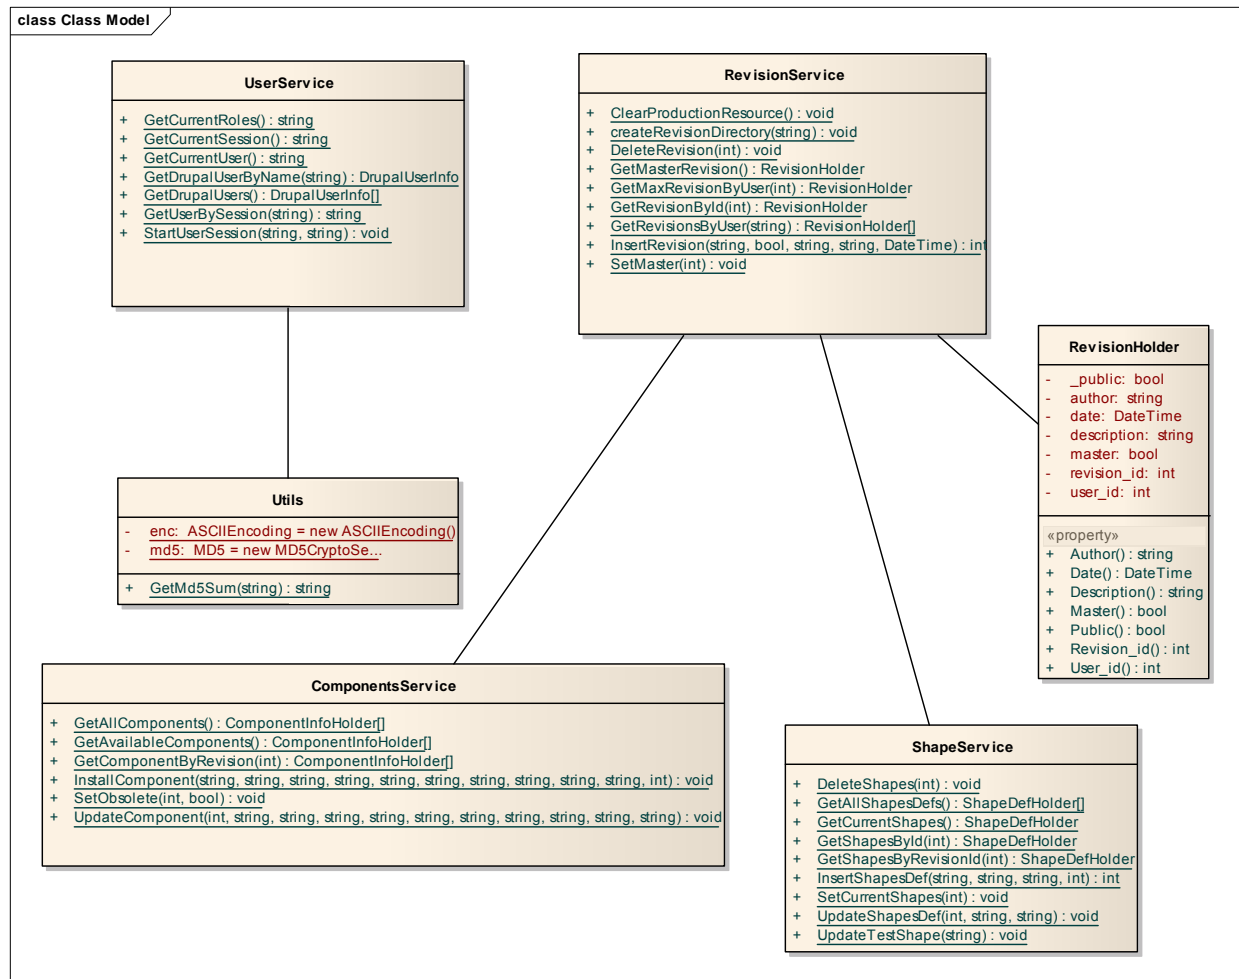 class Class Model
UserService
+ GetCurrentRoles() : string
+ GetCurrentSession() : string
+ GetCurrentUser() : string
+ GetDrupalUserByName(string) : DrupalUserInfo
+ GetDrupalUsers() : DrupalUserInfo[]
+ GetUserBySession(string) : string
+ StartUserSession(string, string) : void
RevisionService
+ ClearProductionResource() : void
+ createRevisionDirectory(string) : void
+ DeleteRevision(int) : void
+ GetMasterRevision() : RevisionHolder
+ GetMaxRevisionByUser(int) : RevisionHolder
+ GetRevisionById(int) : RevisionHolder
+ GetRevisionsByUser(string) : RevisionHolder[]
+ InsertRevision(string, bool, string, string, DateTime) : int
+ SetMaster(int) : void
RevisionHolder
- _public: bool
- author: string
- date: DateTime
- description: string
- master: bool
- revision_id: int
- user_id: int
«property»
+ Author() : string
+ Date() : DateTime
+ Description() : string
+ Master() : bool
+ Public() : bool
+ Revision_id() : int
+ User_id() : int
Utils
- enc: ASCIIEncoding = new ASCIIEncoding()
- md5: MD5 = new MD5CryptoSe...
+ GetMd5Sum(string) : string
ComponentsService
+ GetAllComponents() : ComponentInfoHolder[]
+ GetAvailableComponents() : ComponentInfoHolder[]
+ GetComponentByRevision(int) : ComponentInfoHolder[]
+ InstallComponent(string, string, string, string, string, string, string, string, string, string, int) : void
+ SetObsolete(int, bool) : void
+ UpdateComponent(int, string, string, string, string, string, string, string, string, string, string) : void
ShapeService
+ DeleteShapes(int) : void
+ GetAllShapesDefs() : ShapeDefHolder[]
+ GetCurrentShapes() : ShapeDefHolder
+ GetShapesById(int) : ShapeDefHolder
+ GetShapesByRevisionId(int) : ShapeDefHolder
+ InsertShapesDef(string, string, string, int) : int
+ SetCurrentShapes(int) : void
+ UpdateShapesDef(int, string, string) : void
+ UpdateTestShape(string) : void